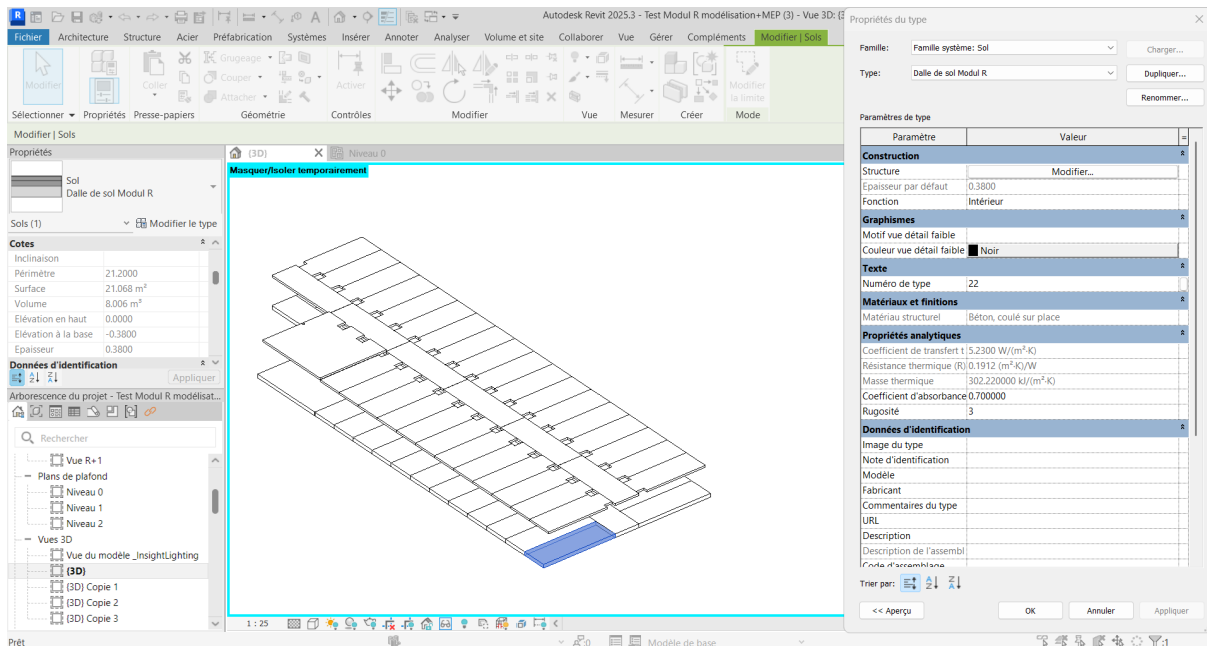 Autodesk Revit 2025.3 - Test Modul R modélisation+MEP (3) - Vue 3D: {3
Fichier Architecture Structure Acier Préfabrication Systèmes Insérer Annoter Analyser Volume et site Collaborer Vue Gérer Compléments Modifier | Sols
Modifier
Coller
Grugeage
Couper
Attacher
Activer
Modifier
la limite
Sélectionner Propriétés Presse-papiers Géométrie Contrôles Modifier Vue Mesurer Créer Mode
Modifier | Sols
Propriétés
Sol
Dalle de sol Modul R
Sols (1) Modifier le type
Cotes
Inclinaison
Périmètre 21.2000
Surface 21.068 m²
Volume 8.006 m³
Elévation en haut 0.0000
Elévation à la base -0.3800
Epaisseur 0.3800
Données d'identification
Appliquer
Arborescence du projet - Test Modul R modélisat...
Rechercher
Vue R+1
Plans de plafond
Niveau 0
Niveau 1
Niveau 2
Vues 3D
Vue du modèle _InsightLighting
{3D}
{3D} Copie 1
{3D} Copie 2
{3D} Copie 3
{3D} Niveau 0
Masquer/Isoler temporairement
1 : 25
Prêt
:0 Modèle de base :1
Propriétés du type
Famille: Famille système: Sol Charger...
Type: Dalle de sol Modul R Dupliquer...
Renommer...
Paramètres de type
Paramètre Valeur =
Construction
Structure Modifier...
Epaisseur par défaut 0.3800
Fonction Intérieur
Graphismes
Motif vue détail faible
Couleur vue détail faible Noir
Texte
Numéro de type 22
Matériaux et finitions
Matériau structurel Béton, coulé sur place
Propriétés analytiques
Coefficient de transfert t 5.2300 W/(m²·K)
Résistance thermique (R) 0.1912 (m²·K)/W
Masse thermique 302.220000 kJ/(m²·K)
Coefficient d'absorbance 0.700000
Rugosité 3
Données d'identification
Image du type
Note d'identification
Modèle
Fabricant
Commentaires du type
URL
Description
Description de l'assembl
Code d'assemblage
Trier par:
<< Aperçu OK Annuler Appliquer